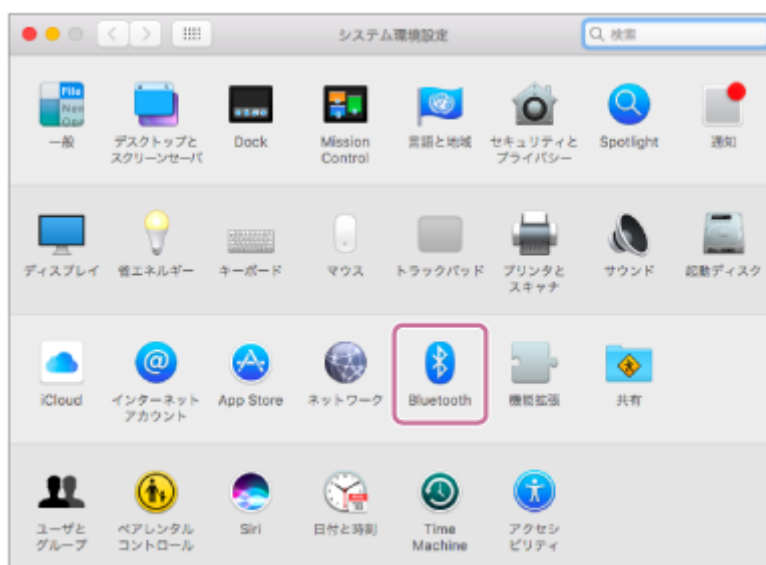 システム環境設定
検索
File
New
Ope
一般
デスクトップと
スクリーンセーバ
Dock
Mission
Control
言語と地域
セキュリティと
プライバシー
Spotlight
通知
ディスプレイ
省エネルギー
キーボード
マウス
トラックパッド
プリンタと
スキャナ
サウンド
起動ディスク
iCloud
インターネット
アカウント
App Store
ネットワーク
Bluetooth
機能拡張
共有
ユーザと
グループ
ペアレンタル
コントロール
Siri
日付と時刻
Time
Machine
アクセシ
ビリティ